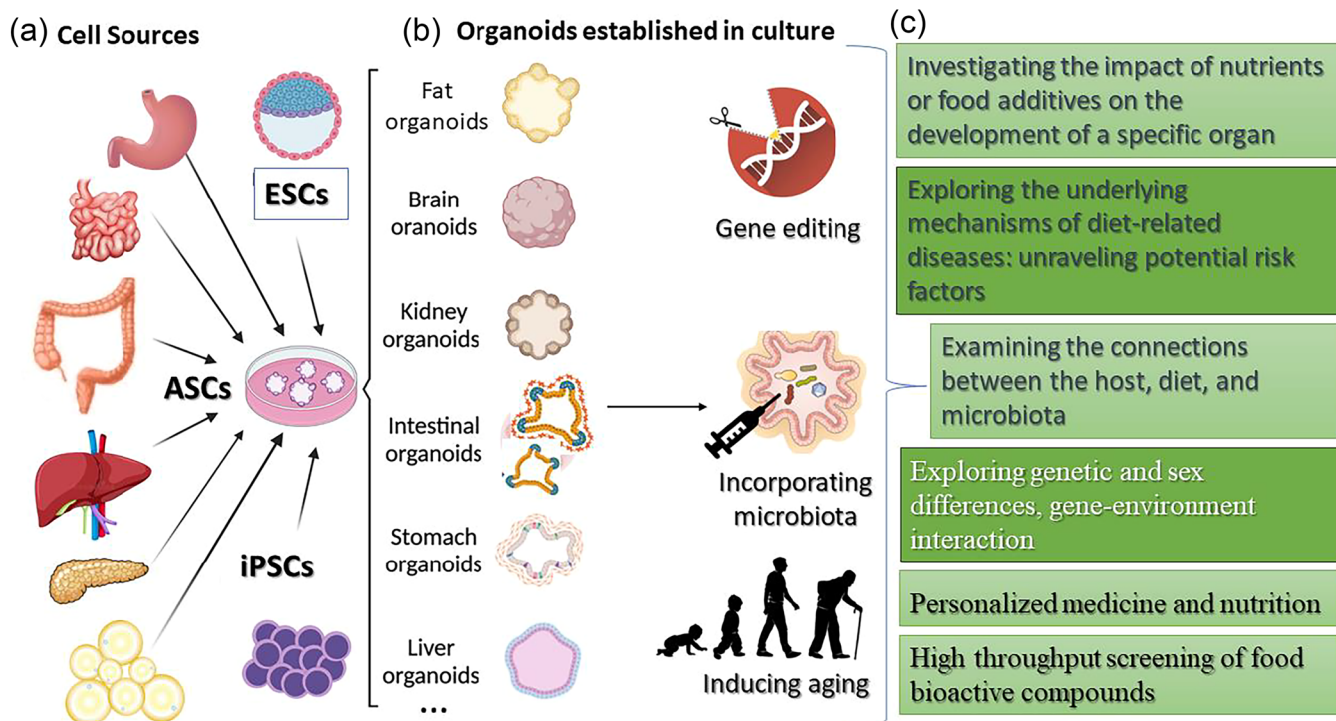 (a) Cell Sources
ESCs
ASCs
iPSCs
(b) Organoids established in culture
Fat
organoids
Brain
oranoids
Kidney
organoids
Intestinal
organoids
Stomach
organoids
Liver
organoids
...
Gene editing
Incorporating
microbiota
Inducing aging
(c)
Investigating the impact of nutrients
or food additives on the
development of a specific organ
Exploring the underlying
mechanisms of diet-related
diseases: unraveling potential risk
factors
Examining the connections
between the host, diet, and
microbiota
Exploring genetic and sex
differences, gene-environment
interaction
Personalized medicine and nutrition
High throughput screening of food
bioactive compounds